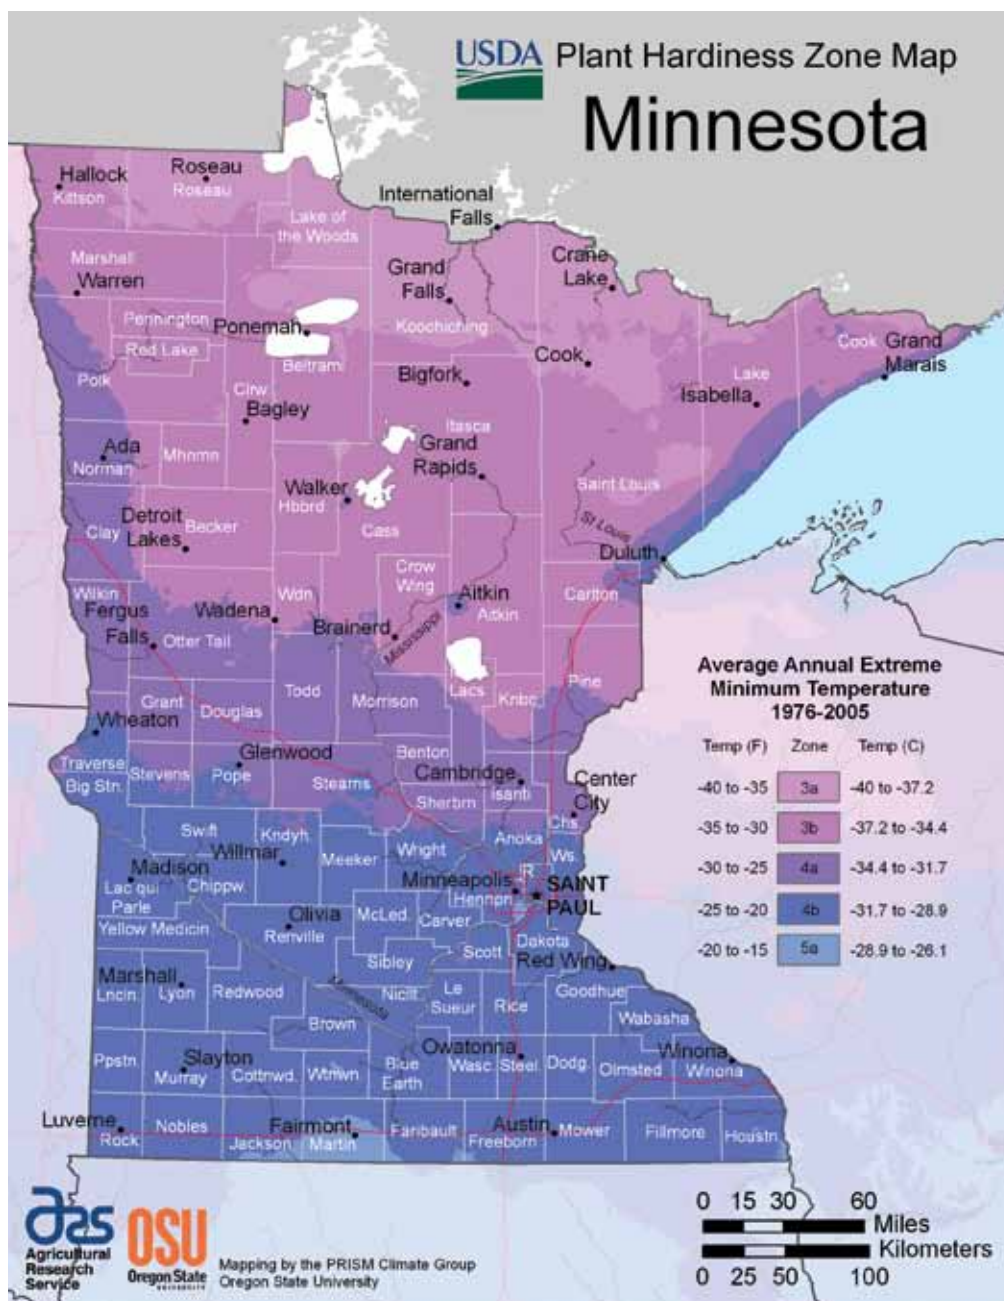 USDA Plant Hardiness Zone Map
Minnesota
Hallock
Kittson
Roseau
Roseau
International
Falls
Lake of
the Woods
Marshall
Warren
Grand
Falls
Crane
Lake
Pennington
Ponemah
Koochiching
Red Lake
Beltrami
Cook
Cook
Grand
Marais
Polk
Clrw
Bigfork
Lake
Isabella
Bagley
Itasca
Ada
Norman
Mhnmn
Grand
Rapids
Walker
Hbbrd
Saint Louis
Detroit
Lakes
Clay
Becker
Cass
St Louis
Duluth
Crow
Wing
Wilkin
Wdn
Aitkin
Aitkin
Carlton
Fergus
Falls
Wadena
Otter Tail
Brainerd
Mississippi
Todd
Morrison
Lacs
Knbc
Pine
Grant
Douglas
Wheaton
Glenwood
Benton
Traverse
Big Stn.
Stevens
Pope
Stearns
Cambridge
Isanti
Center
City
Sherbrn
Chs.
Swift
Kndyh
Anoka
Willmar
Meeker
Wright
Ws.
Madison
Lac qui
Parle
Chippw.
R.
Minneapolis
Hennpn
SAINT
PAUL
Olivia
Renville
McLed.
Carver
Yellow Medicin
Scott
Dakota
Sibley
Red Wing
Marshall
Lncln.
Lyon
Redwood
Minnesota
Nicllt
Le
Sueur
Rice
Goodhue
Wabasha
Brown
Owatonna
Winona
Ppstn.
Slayton
Murray
Cottnwd.
Wtnwn
Blue
Earth
Wasc.
Steel.
Dodg.
Olmsted
Winona
Luverne
Rock
Nobles
Jackson
Fairmont
Martin
Faribault
Austin
Freeborn
Mower
Fillmore
Houstn
Average Annual Extreme
Minimum Temperature
1976-2005
Temp (F) Zone Temp (C)
-40 to -35 3a -40 to -37.2
-35 to -30 3b -37.2 to -34.4
-30 to -25 4a -34.4 to -31.7
-25 to -20 4b -31.7 to -28.9
-20 to -15 5a -28.9 to -26.1
ars
Agricultural
Research
Service
OSU
Oregon State
UNIVERSITY
Mapping by the PRISM Climate Group
Oregon State University
0 15 30 60
Miles
Kilometers
0 25 50 100